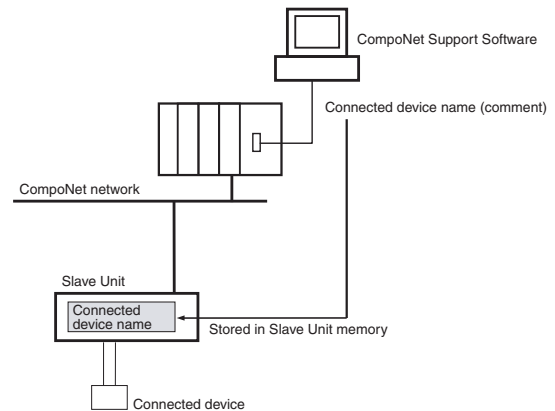 CompoNet Support Software
Connected device name (comment)
CompoNet network
Slave Unit
Connected
device name
Stored in Slave Unit memory
Connected device